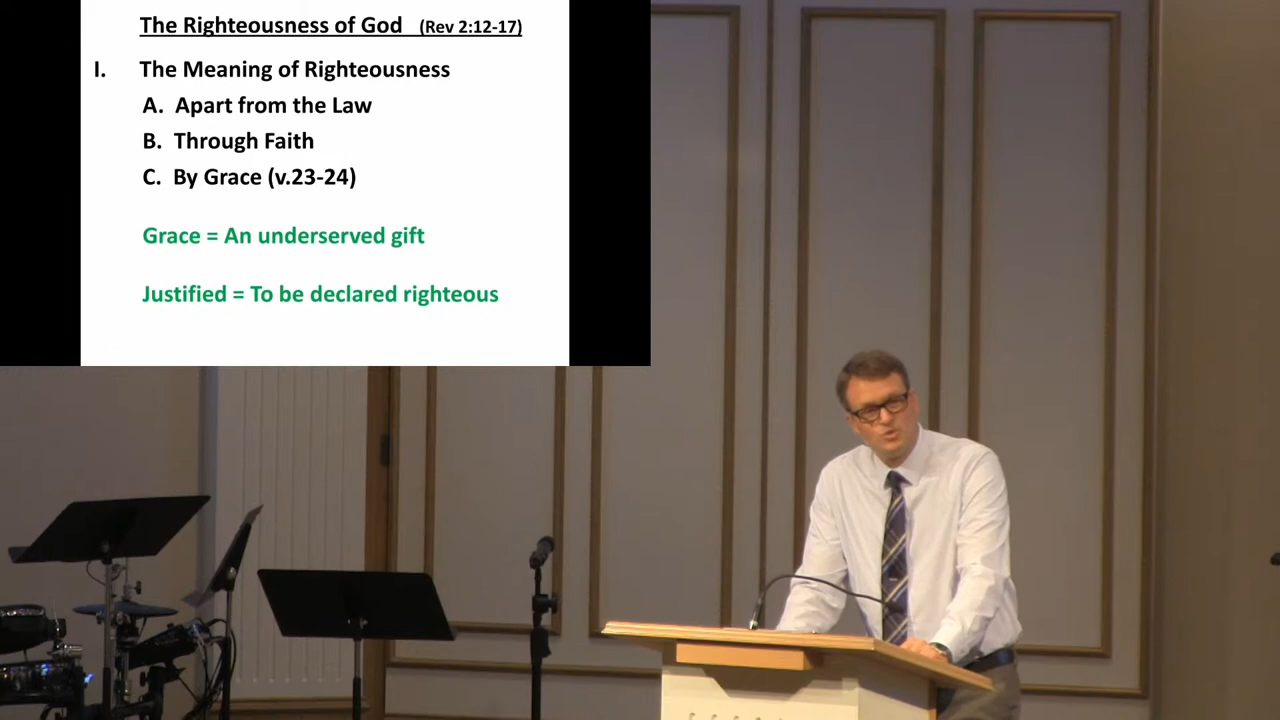 The Righteousness of God (Rev 2:12-17)
I. The Meaning of Righteousness
A. Apart from the Law
B. Through Faith
C. By Grace (v.23-24)
Grace = An underserved gift
Justified = To be declared righteous